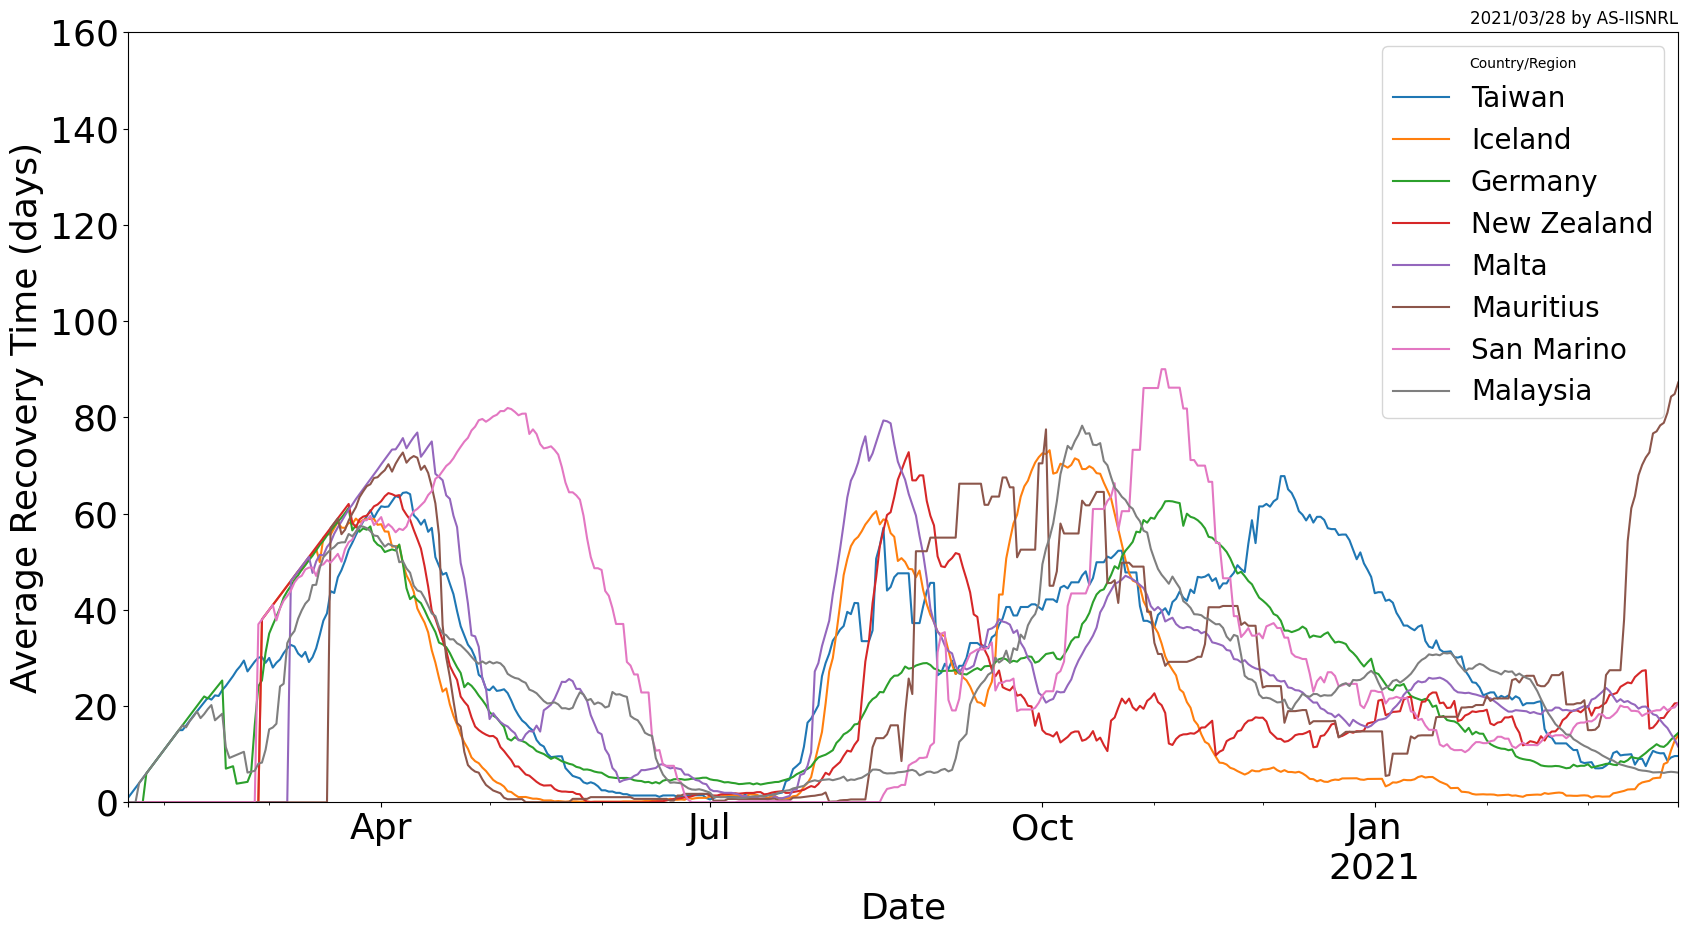 2021/03/28 by AS-IISNRL
160
140
120
100
80
60
40
20
0
Average Recovery Time (days)
Country/Region
Taiwan
Iceland
Germany
New Zealand
Malta
Mauritius
San Marino
Malaysia
Apr
Jul
Oct
Jan
2021
Date